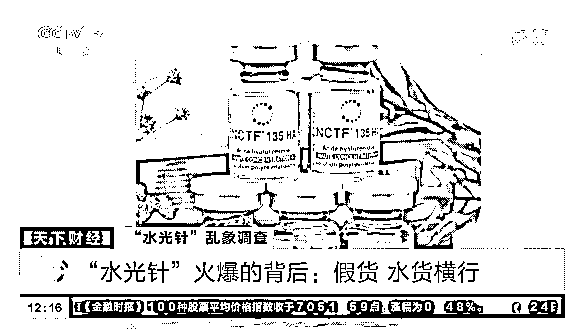 CCTV
NCTF 135 HA
NCTF 135 HA
天下财经
“水光针”乱象调查
“水光针”火爆的背后：假货 水货横行
12:16
《金融时报》100种股票平均价格指数收于7061.69点，涨幅为0.48%。